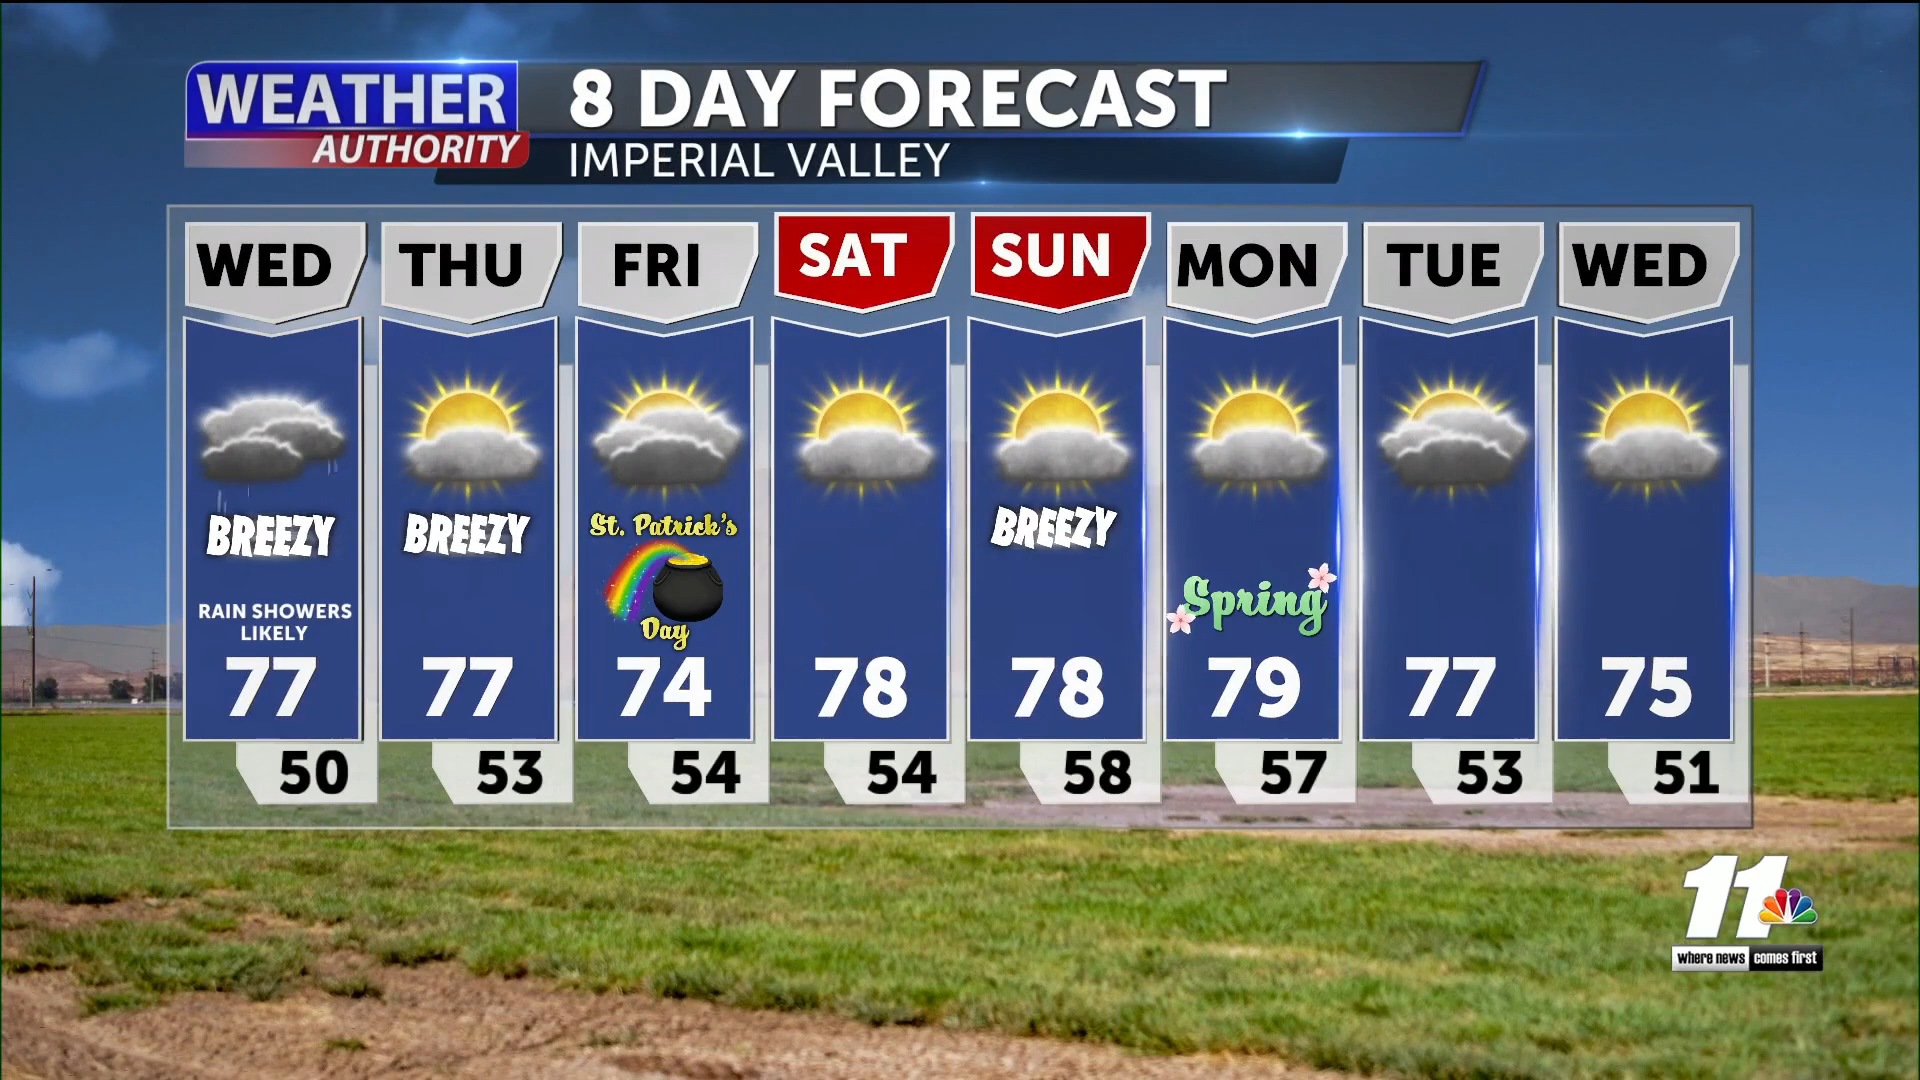 WEATHER
AUTHORITY
8 DAY FORECAST
IMPERIAL VALLEY
WED THU FRI SAT SUN MON TUE WED
BREEZY
RAIN SHOWERS
LIKELY
BREEZY
St. Patrick's
Day
BREEZY
Spring
77 77 74 78 78 79 77 75
50 53 54 54 58 57 53 51
11
where news comes first